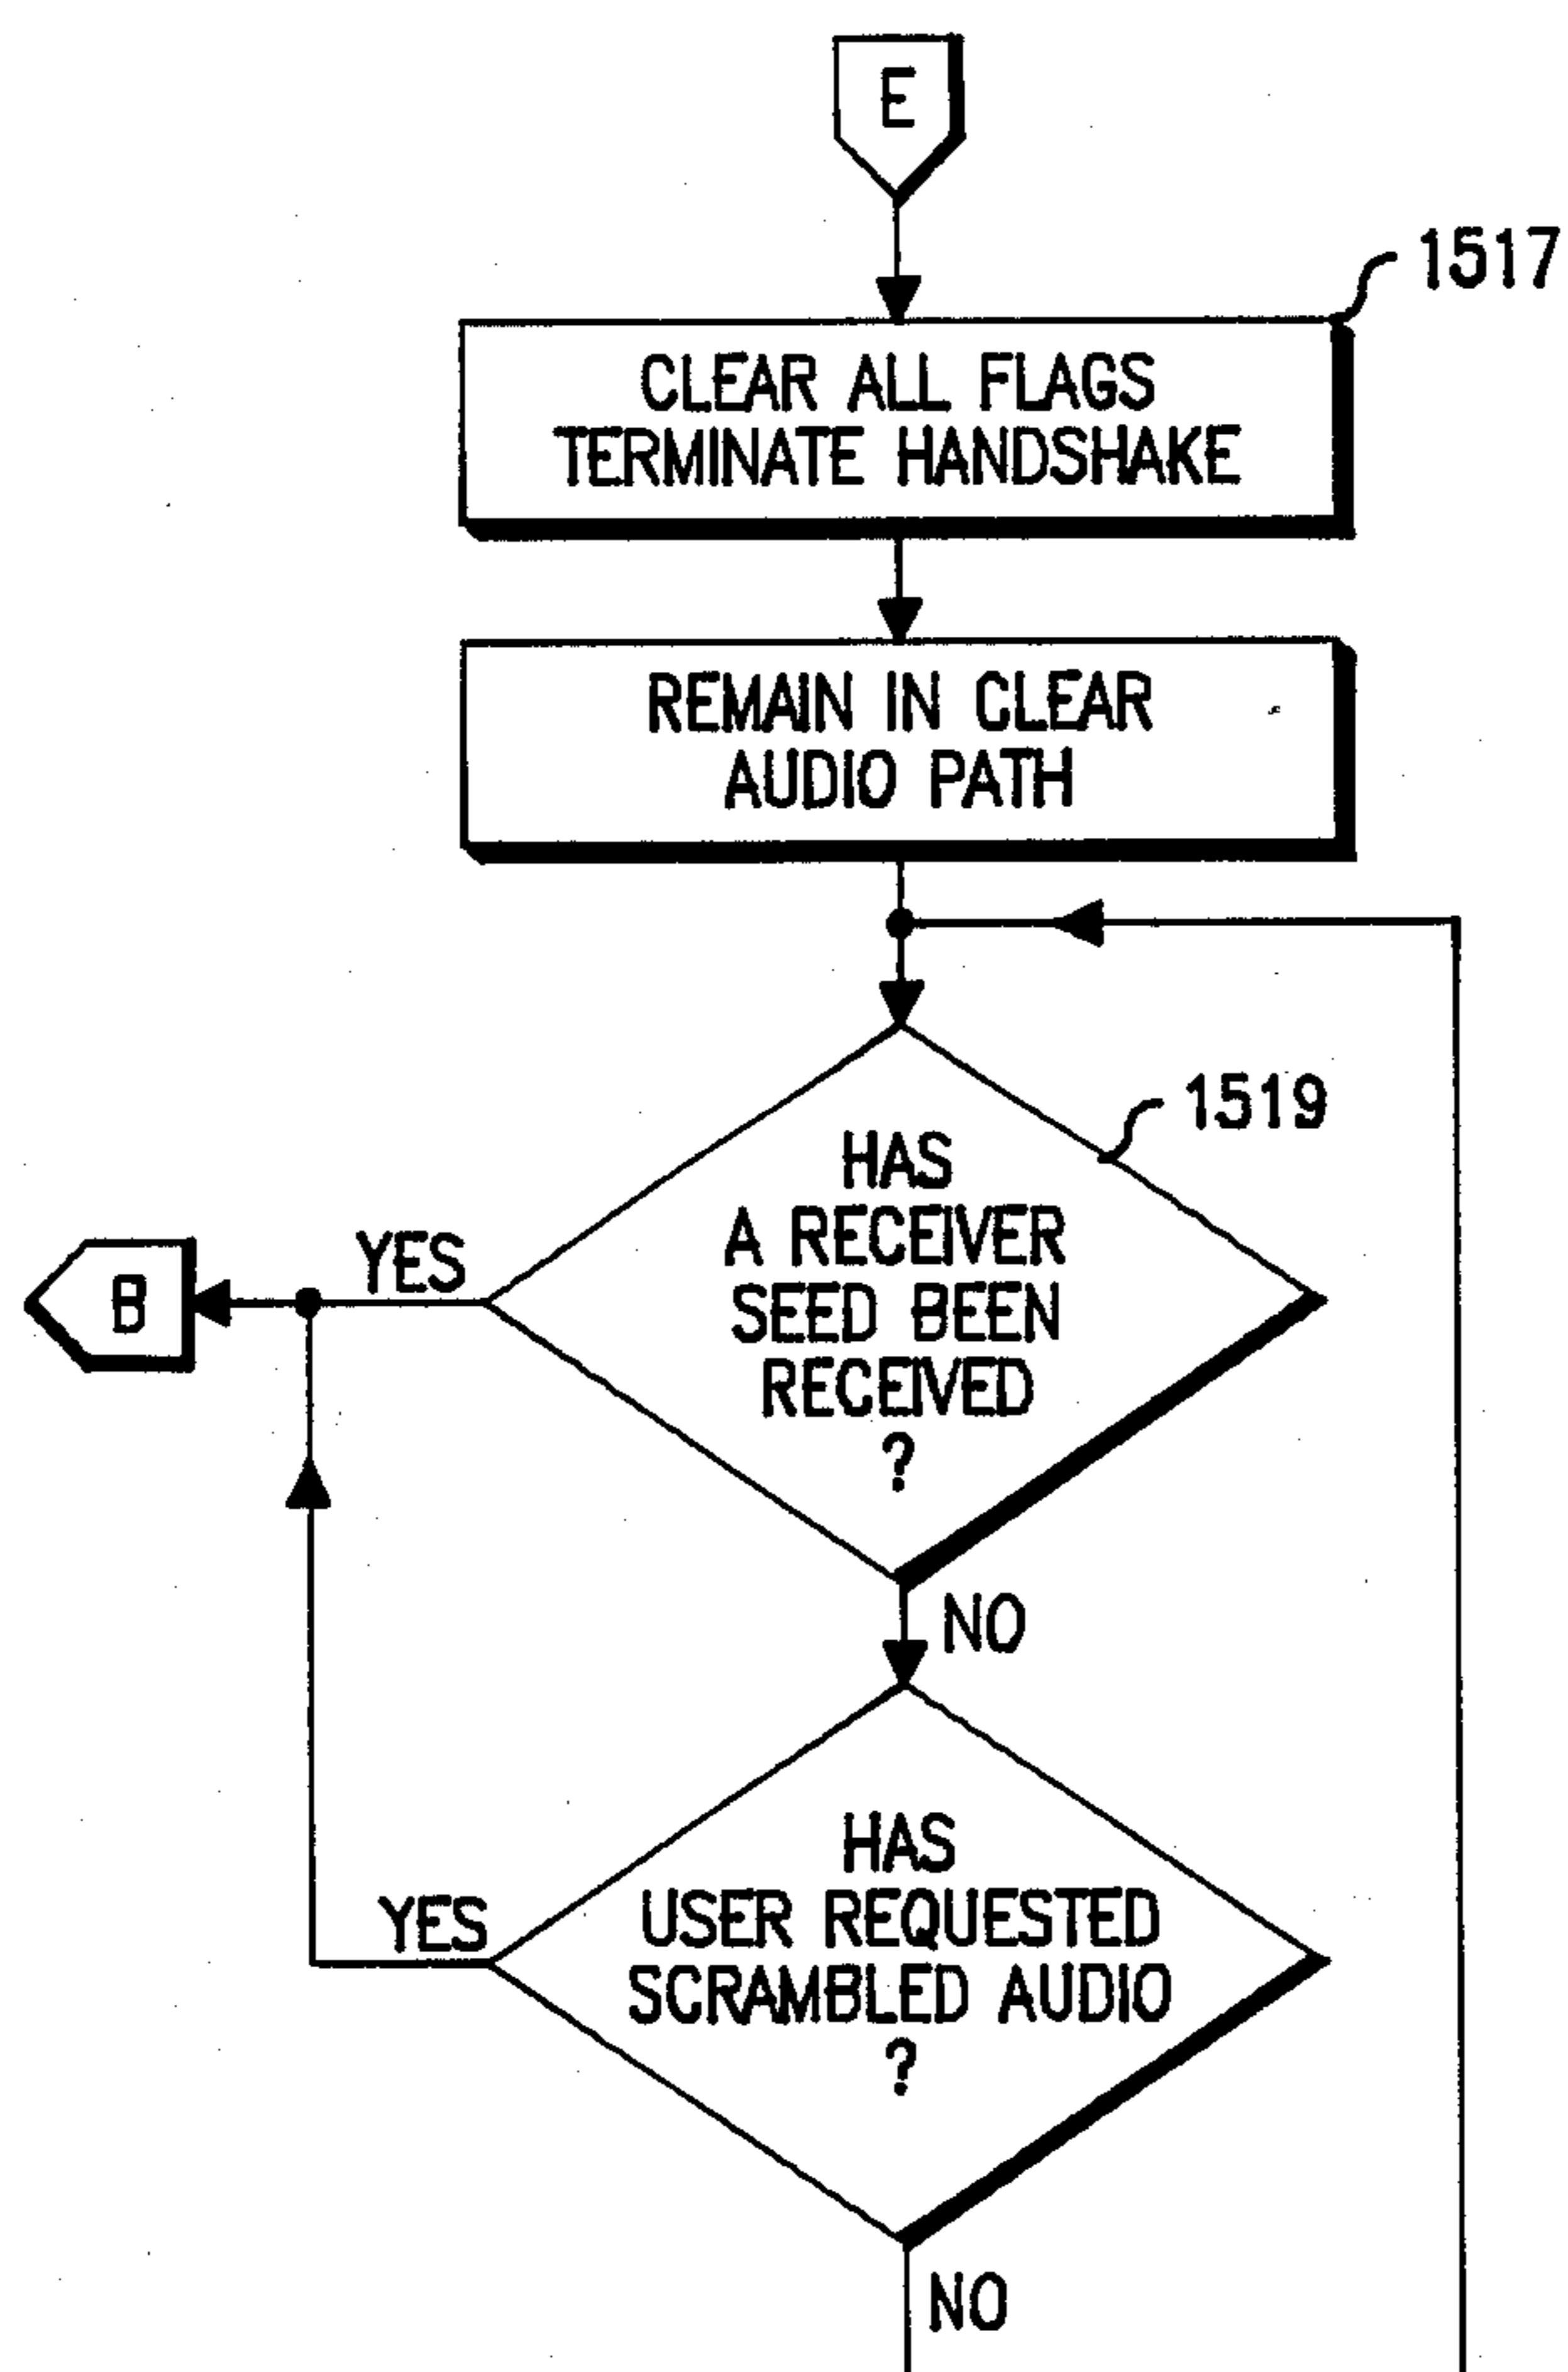 E
1517
CLEAR ALL FLAGS
TERMINATE HANDSHAKE
REMAIN IN CLEAR
AUDIO PATH
1519
HAS
A RECEIVER
SEED BEEN
RECEIVED
?
YES
B
NO
HAS
USER REQUESTED
SCRAMBLED AUDIO
?
YES
NO